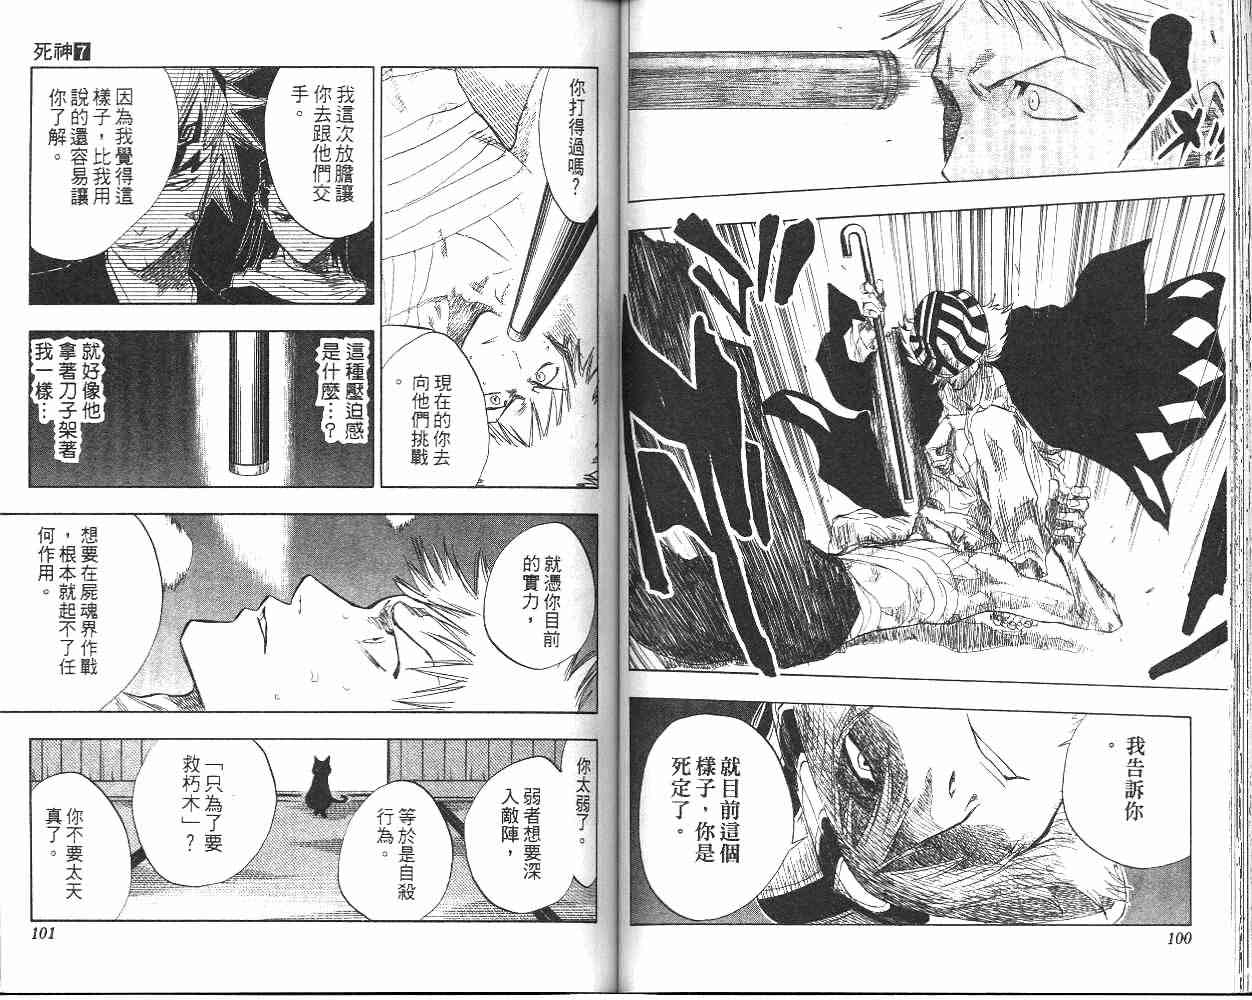 我告訴你
。
就目前這個
樣子，你是
死定了。
100
死神7
你打得過嗎？
現在的你去
向他們挑戰
。
我這次放膽讓
你去跟他們交
手。
因為我覺得這
樣子，比我用
說的還容易讓
你了解。
這種壓迫感
是什麼…？
就好像他
拿著刀子架著
我一樣…
就憑你目前
的實力，
想要在屍魂界作戰
，根本就起不了任
何作用。
你太弱了。
弱者想要深
入敵陣，
等於是自殺
行為。
「只為了要
救朽木」？
你不要太天
真了。
101